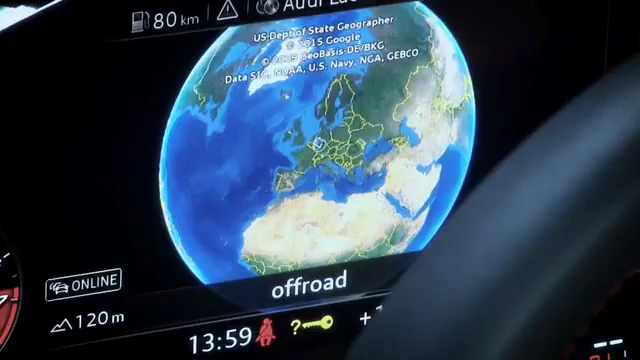 80 km
Audi
US Dept of State Geographer
© 2015 Google
© 2009 GeoBasis-DE/BKG
Data SIO, NOAA, U.S. Navy, NGA, GEBCO
ONLINE
offroad
120 m
13:59
?
+